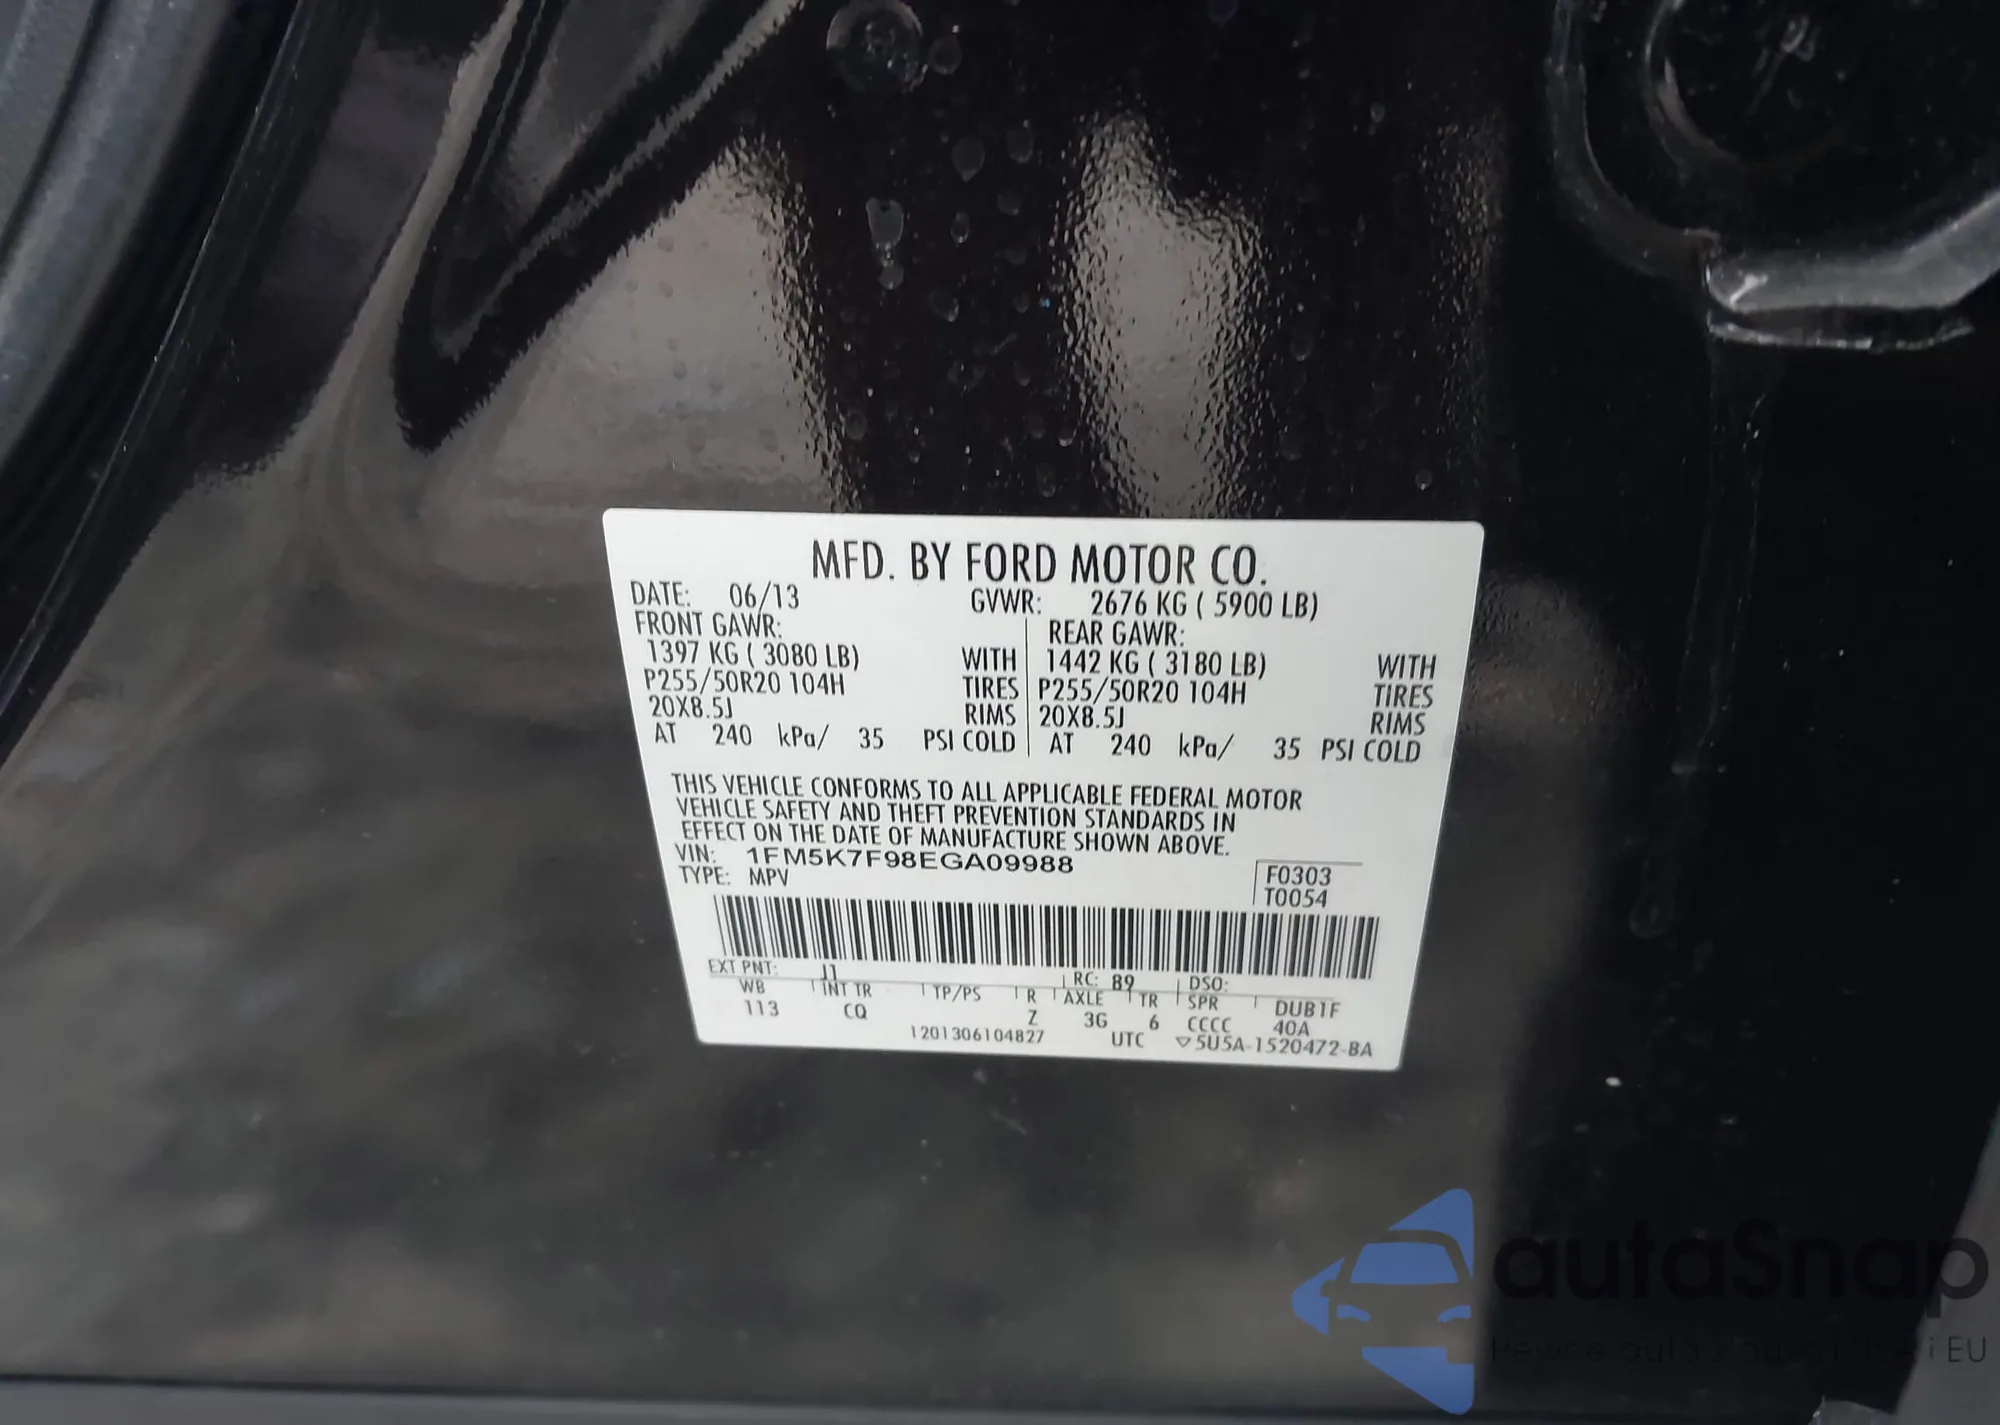 MFD. BY FORD MOTOR CO.
DATE: 06/13 GVWR: 2676 KG ( 5900 LB)
FRONT GAWR: REAR GAWR:
1397 KG ( 3080 LB) WITH 1442 KG ( 3180 LB) WITH
P255/50R20 104H TIRES P255/50R20 104H TIRES
20X8.5J RIMS 20X8.5J RIMS
AT 240 kPa/ 35 PSI COLD AT 240 kPa/ 35 PSI COLD
THIS VEHICLE CONFORMS TO ALL APPLICABLE FEDERAL MOTOR
VEHICLE SAFETY AND THEFT PREVENTION STANDARDS IN
EFFECT ON THE DATE OF MANUFACTURE SHOWN ABOVE.
VIN: 1FM5K7F98EGA09988
TYPE: MPV F0303
T0054
EXT PNT: J1 RC: 89 DSO:
WB INT TR TP/PS R AXLE TR SPR DUB1F
113 CQ Z 3G 6 CCCC 40A
1201306104827 UTC ▽5U5A-1520472-BA
autaSnap
i EU